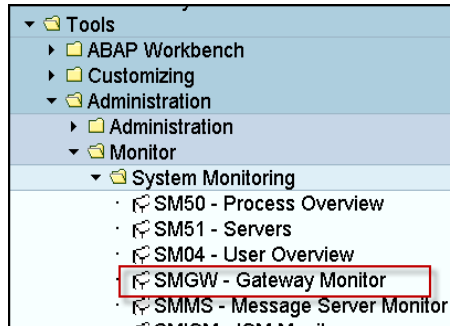 Tools
ABAP Workbench
Customizing
Administration
Administration
Monitor
System Monitoring
SM50 - Process Overview
SM51 - Servers
SM04 - User Overview
SMGW - Gateway Monitor
SMMS - Message Server Monitor